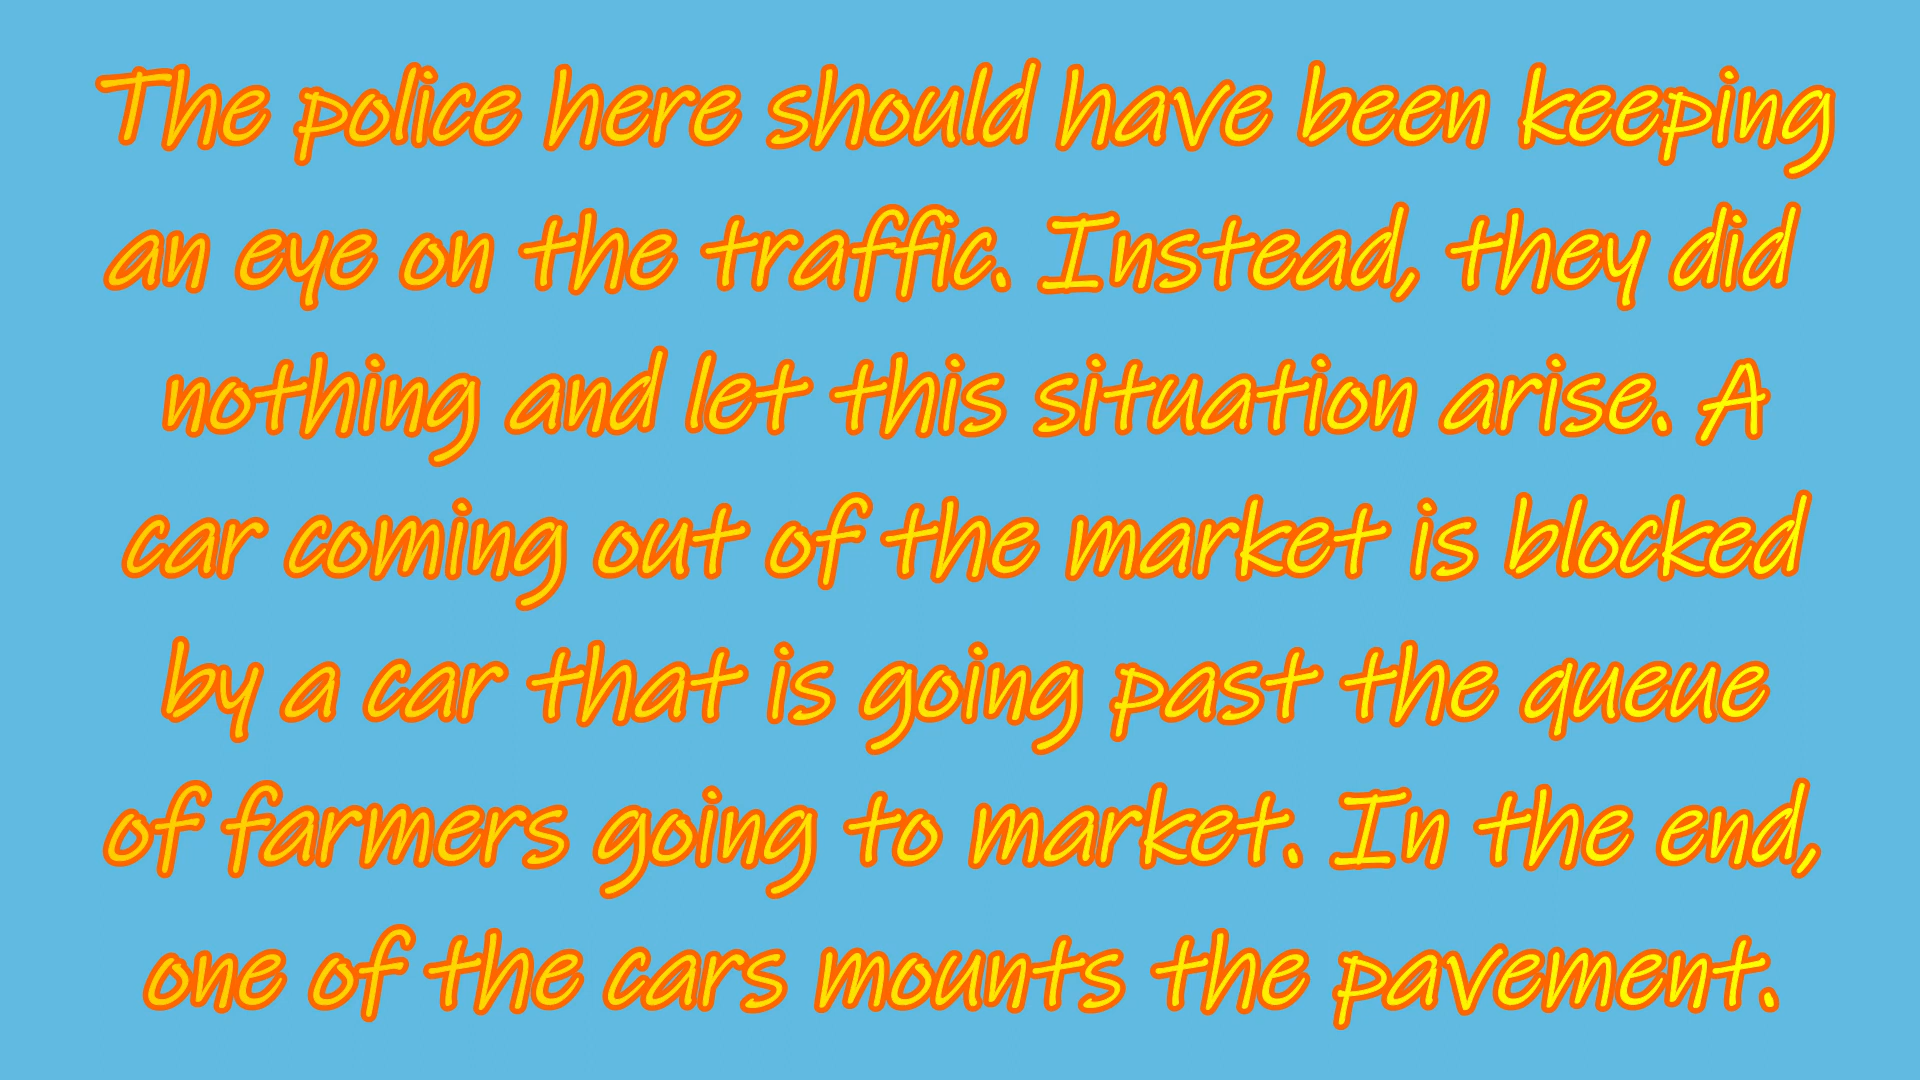 The police here should have been keeping
an eye on the traffic. Instead, they did
nothing and let this situation arise. A
car coming out of the market is blocked
by a car that is going past the queue
of farmers going to market. In the end,
one of the cars mounts the pavement.